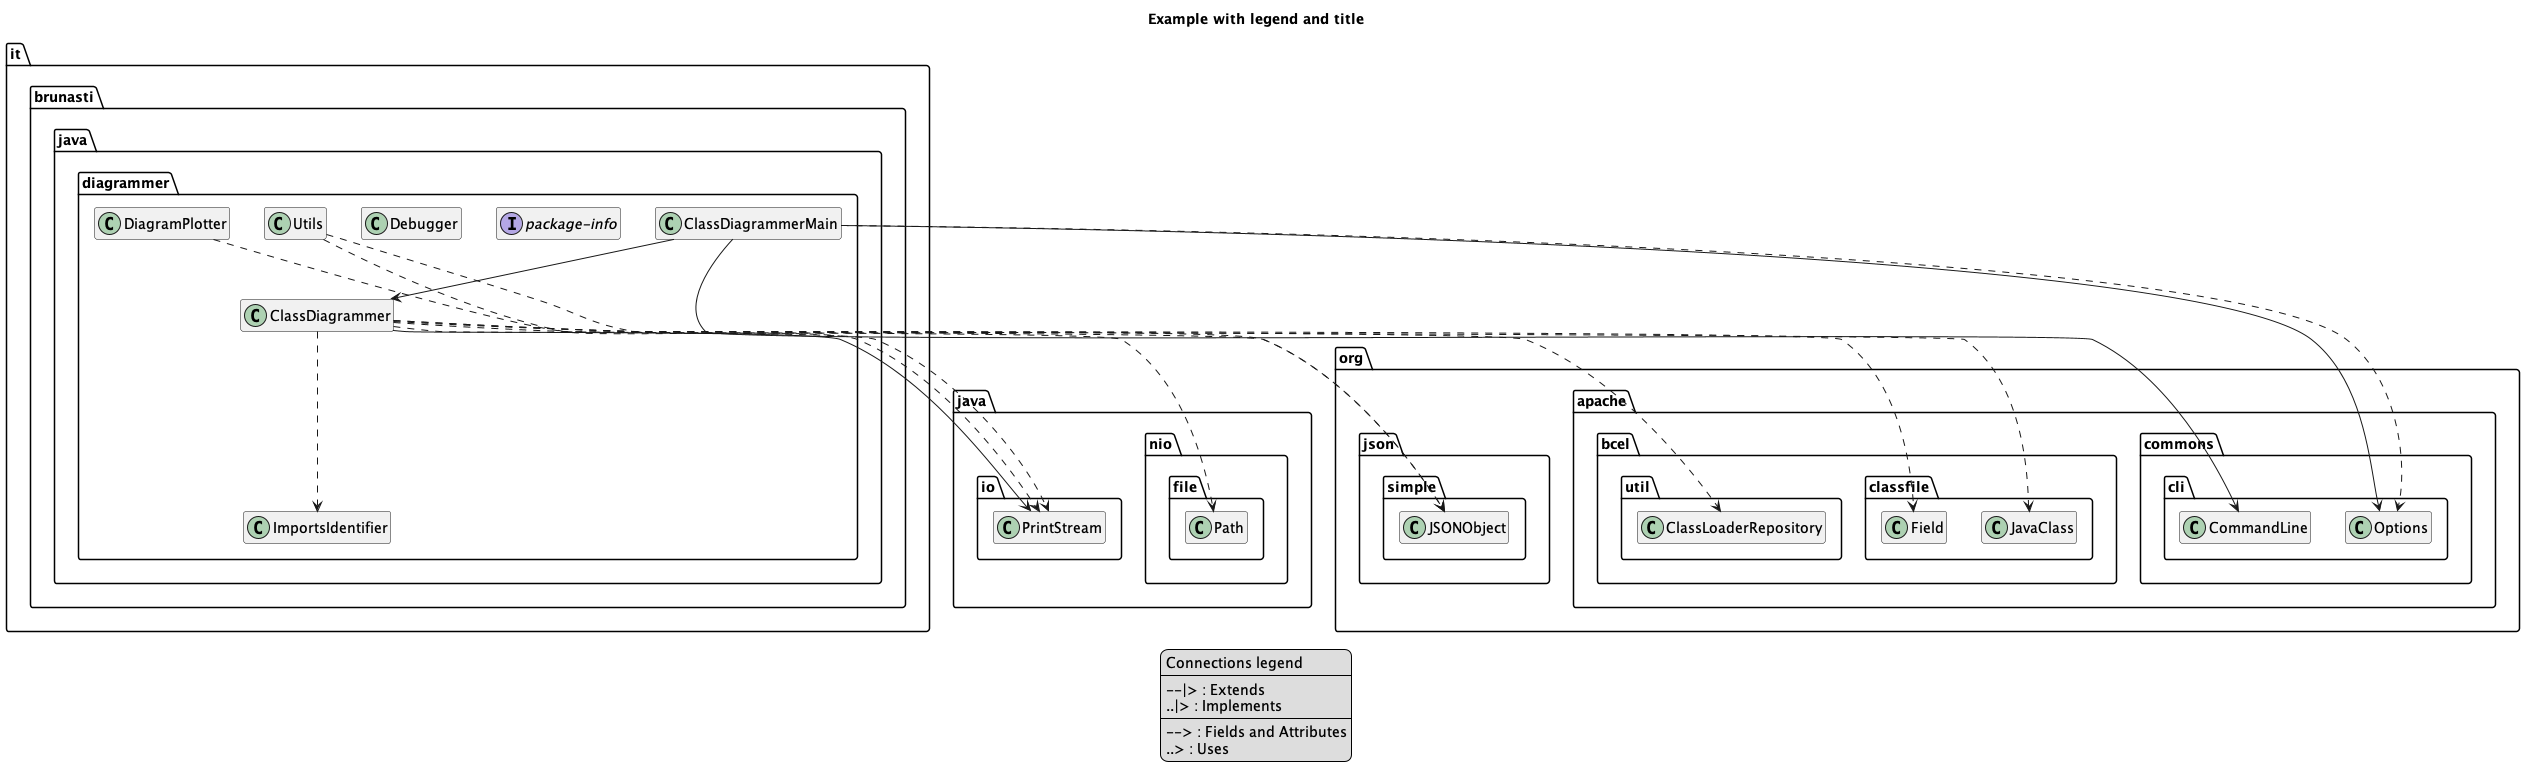 Example with legend and title
it
brunasti
java
diagrammer
C DiagramPlotter
C Utils
C Debugger
I package-info
C ClassDiagrammerMain
C ClassDiagrammer
C ImportsIdentifier
java
io
C PrintStream
nio
file
C Path
org
json
simple
C JSONObject
apache
bcel
util
C ClassLoaderRepository
classfile
C Field
C JavaClass
commons
cli
C CommandLine
C Options
Connections legend
--|> : Extends
..|> : Implements
--> : Fields and Attributes
..> : Uses